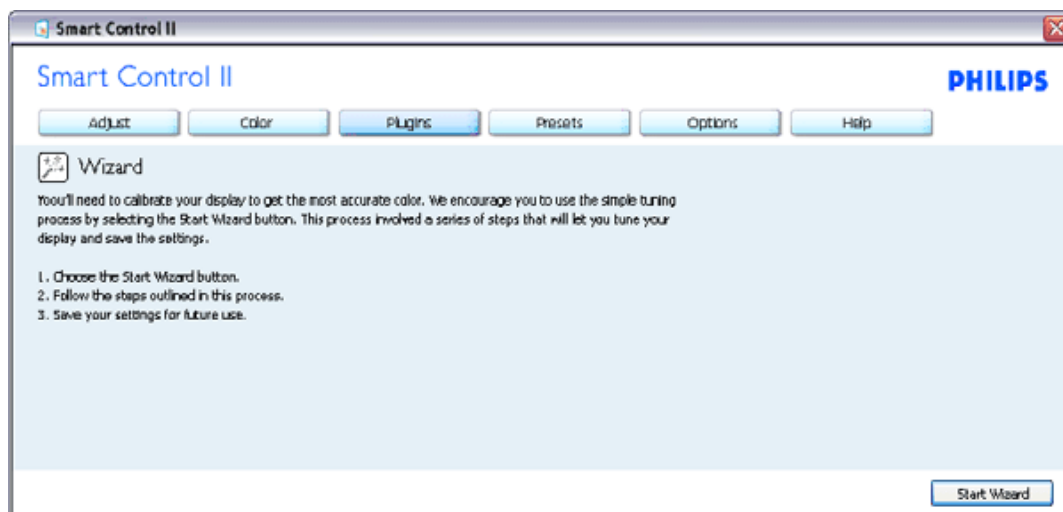 Smart Control II
Smart Control II
PHILIPS
Adjust Color Plugins Presets Options Help
Wizard
Yoou'll need to calibrate your display to get the most accurate color. We encourage you to use the simple tuning
process by selecting the Start Wizard button. This process involved a series of steps that will let you tune your
display and save the settings.
1. Choose the Start Wizard button.
2. Follow the steps outlined in this process.
3. Save your settings for future use.
Start Wizard